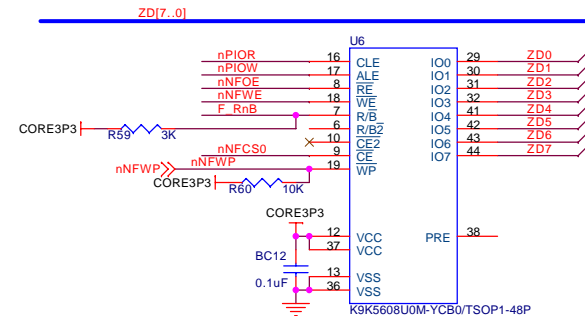 ZD[7..0]
U6
nPIOR 16 CLE IO0 29 ZD0
nPIOW 17 ALE IO1 30 ZD1
nNFOE 8 RE IO2 31 ZD2
nNFWE 18 WE IO3 32 ZD3
F_RnB 7 R/B IO4 41 ZD4
CORE3P3 R59 3K 6 R/B2 IO5 42 ZD5
10 CE2 IO6 43 ZD6
nNFCS0 9 CE IO7 44 ZD7
nNFWP nNFWP 19 WP
CORE3P3 R60 10K
CORE3P3
12 VCC PRE 38
37 VCC
BC12
0.1uF
13 VSS
36 VSS
K9K5608U0M-YCB0/TSOP1-48P